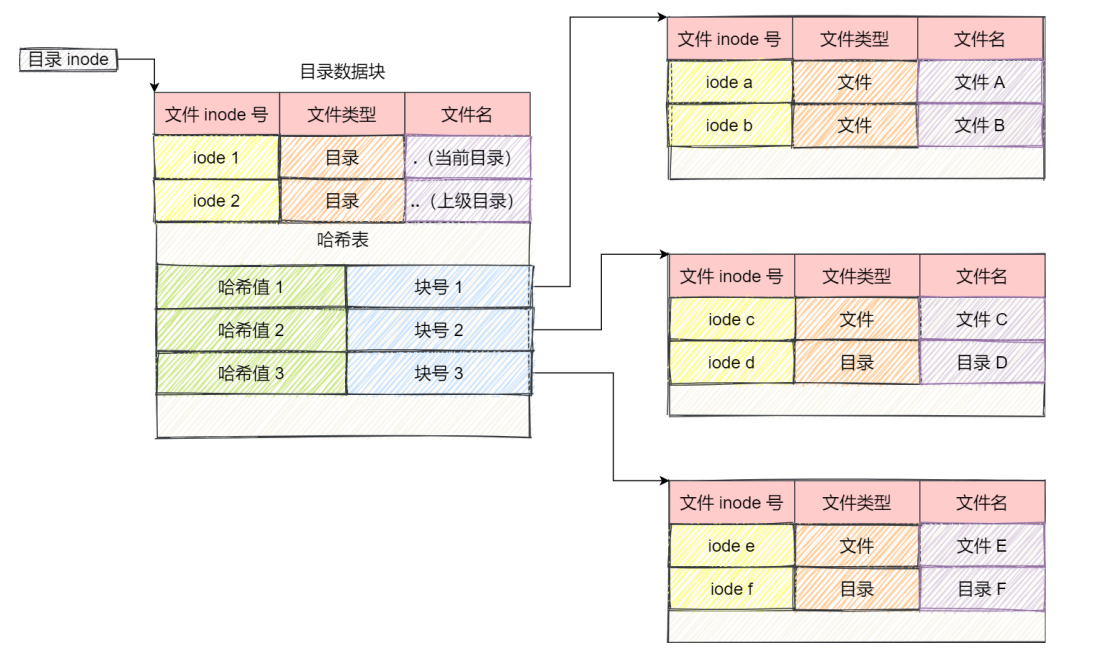 目录 inode
目录数据块
文件 inode 号 文件类型 文件名
iode 1 目录 .（当前目录）
iode 2 目录 ..（上级目录）
哈希表
哈希值 1 块号 1
哈希值 2 块号 2
哈希值 3 块号 3
文件 inode 号 文件类型 文件名
iode a 文件 文件 A
iode b 文件 文件 B
文件 inode 号 文件类型 文件名
iode c 文件 文件 C
iode d 目录 目录 D
文件 inode 号 文件类型 文件名
iode e 文件 文件 E
iode f 目录 目录 F